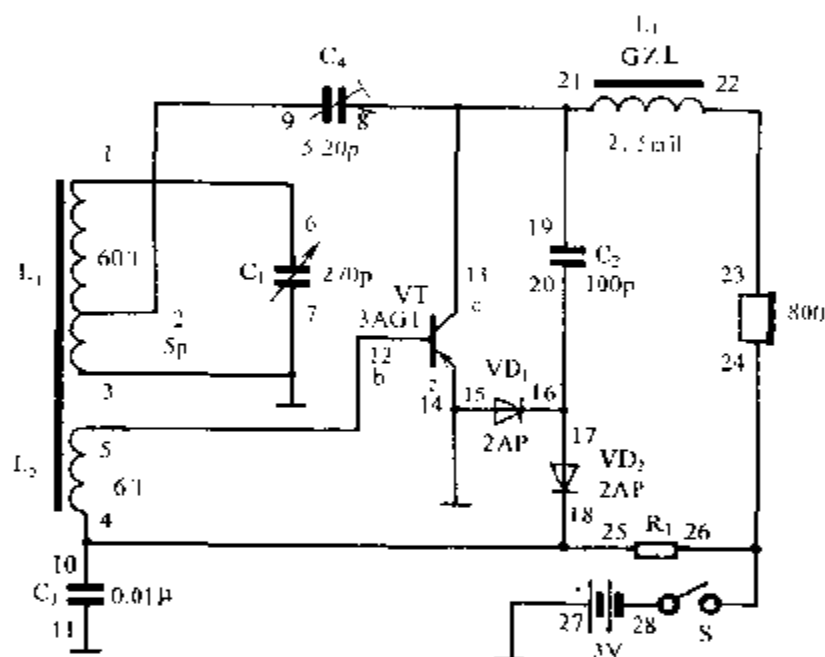 C₄
9
8
5-20p
L₁
GZL
21
22
2.5mH
1
L₁
60T
2
5p
3
6
C₁
270p
7
VT
3AG1
13
c
12
b
e
14
15
VD₁
16
2AP
19
C₂
20
100p
17
VD₂
2AP
18
23
800
24
L₂
5
6T
4
10
0.01μ
11
25
R₁
26
27
28
S
3V